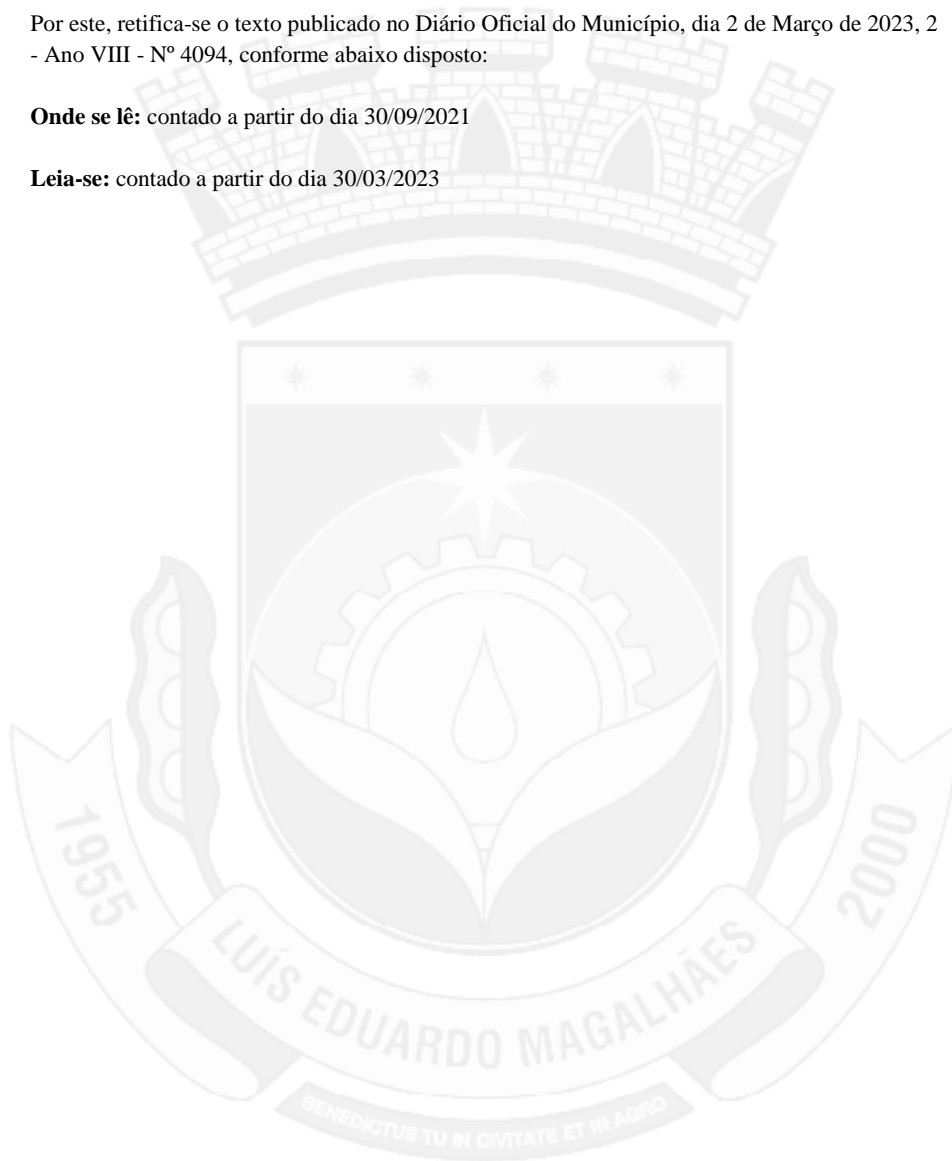 Por este, retifica-se o texto publicado no Diário Oficial do Município, dia 2 de Março de 2023, 2
- Ano VIII - Nº 4094, conforme abaixo disposto:
Onde se lê: contado a partir do dia 30/09/2021
Leia-se: contado a partir do dia 30/03/2023
1955
2000
LUÍS EDUARDO MAGALHÃES
BENEDICTUS TU IN CIVITATE ET IN AGRO